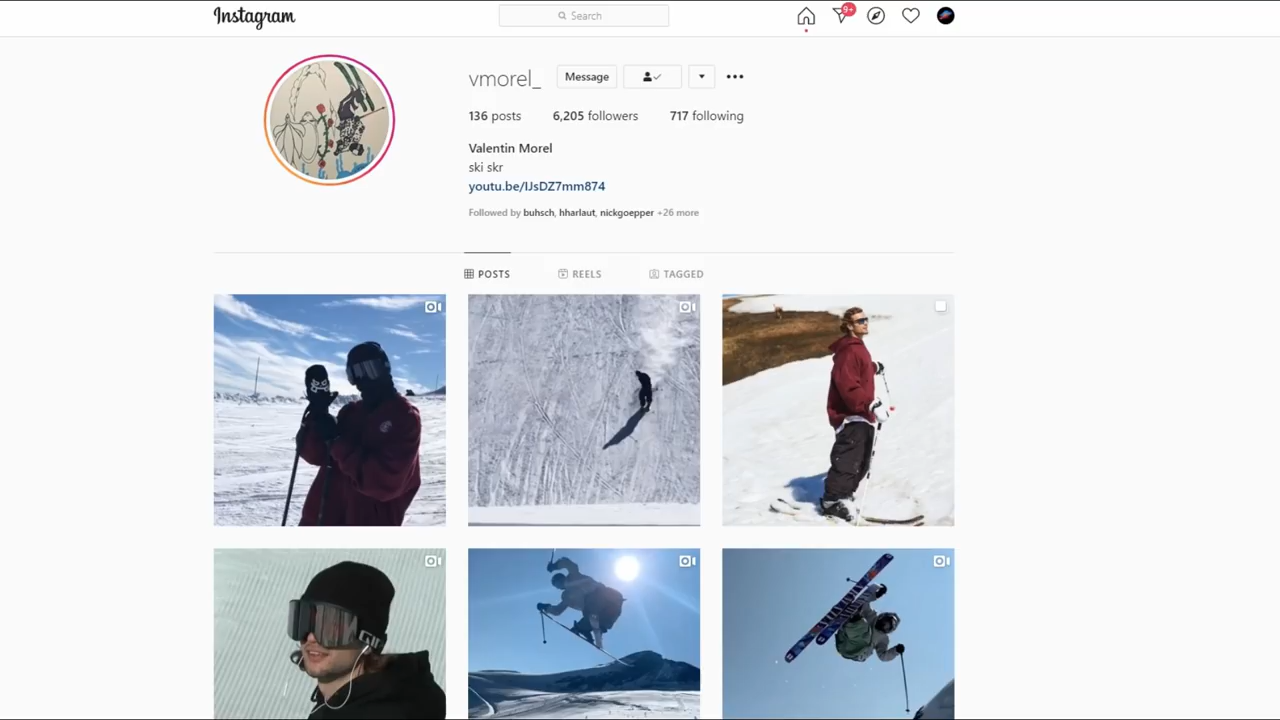 Instagram
Search
9+
vmorel_
Message
136 posts 6,205 followers 717 following
Valentin Morel
ski skr
youtu.be/IJsDZ7mm874
Followed by buhsch, hharlaut, nickgoepper +26 more
POSTS REELS TAGGED